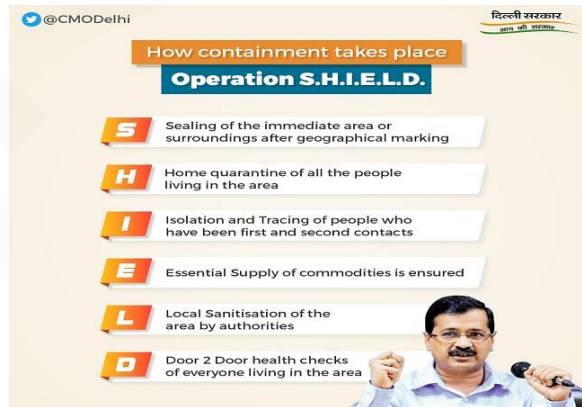 @CMODelhi
दिल्ली सरकार
आप की सरकार
How containment takes place
Operation S.H.I.E.L.D.
S
Sealing of the immediate area or
surroundings after geographical marking
H
Home quarantine of all the people
living in the area
I
Isolation and Tracing of people who
have been first and second contacts
E
Essential Supply of commodities is ensured
L
Local Sanitisation of the
area by authorities
D
Door 2 Door health checks
of everyone living in the area